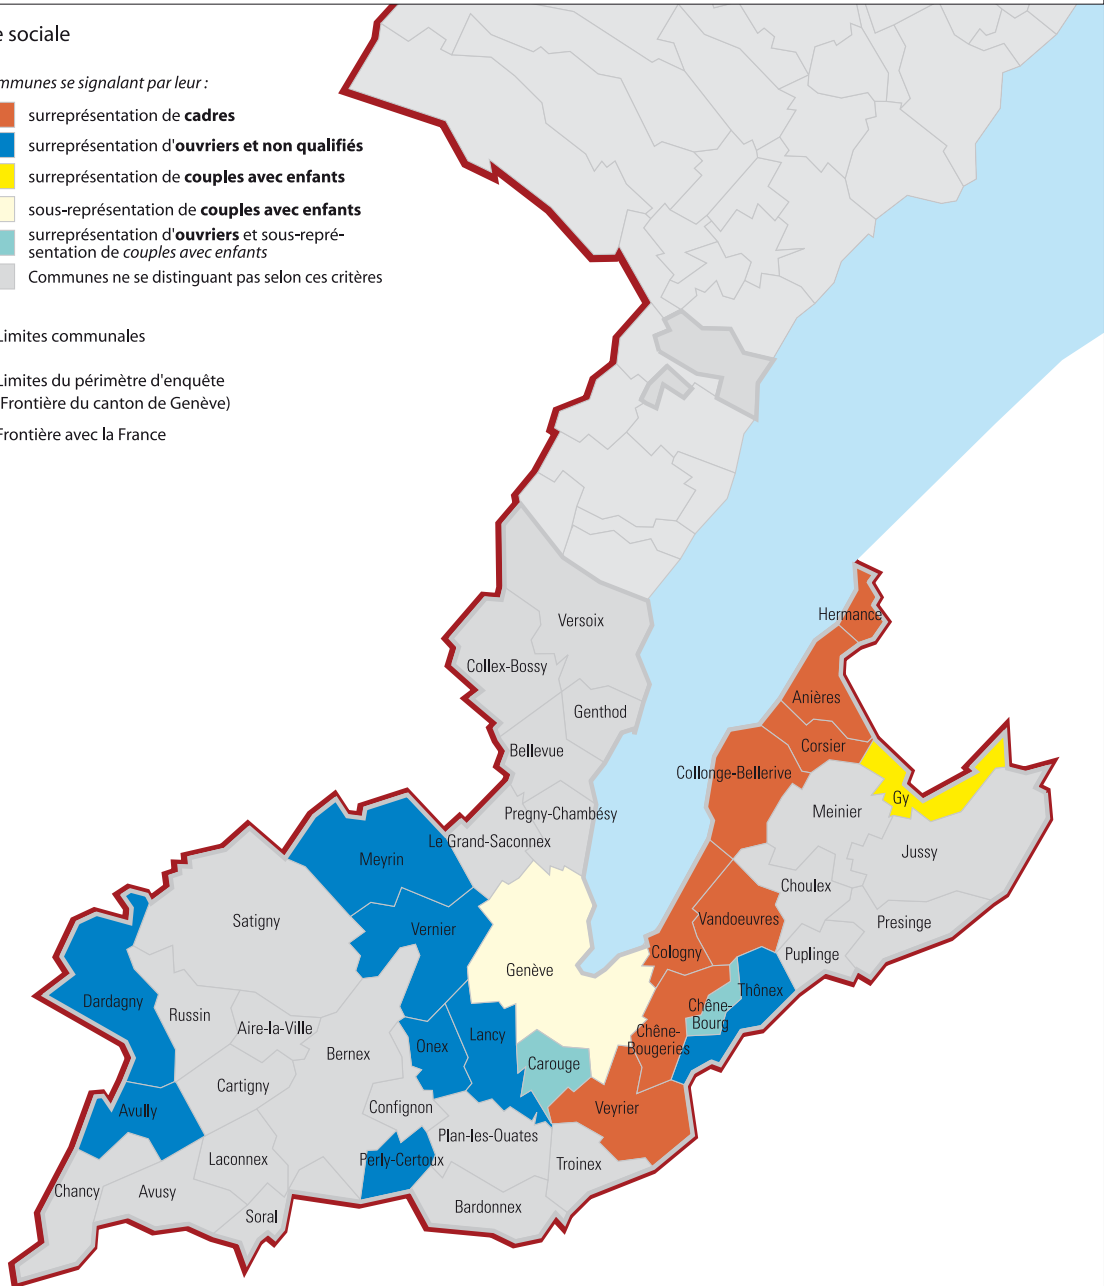 e sociale
mmunes se signalant par leur :
surreprésentation de cadres
surreprésentation d'ouvriers et non qualifiés
surreprésentation de couples avec enfants
sous-représentation de couples avec enfants
surreprésentation d'ouvriers et sous-repré-
sentation de couples avec enfants
Communes ne se distinguant pas selon ces critères
Limites communales
Limites du périmètre d'enquête
(Frontière du canton de Genève)
Frontière avec la France
Hermance
Versoix
Collex-Bossy
Anières
Genthod
Corsier
Bellevue
Collonge-Bellerive
Gy
Meinier
Pregny-Chambésy
Le Grand-Saconnex
Jussy
Meyrin
Choulex
Satigny
Vandoeuvres
Presinge
Vernier
Cologny
Puplinge
Genève
Thônex
Dardagny
Chêne-
Bourg
Russin
Aire-la-Ville
Lancy
Chêne-
Bougeries
Onex
Bernex
Carouge
Cartigny
Confignon
Veyrier
Avully
Plan-les-Ouates
Laconnex
Perly-Certoux
Troinex
Chancy
Avusy
Bardonnex
Soral